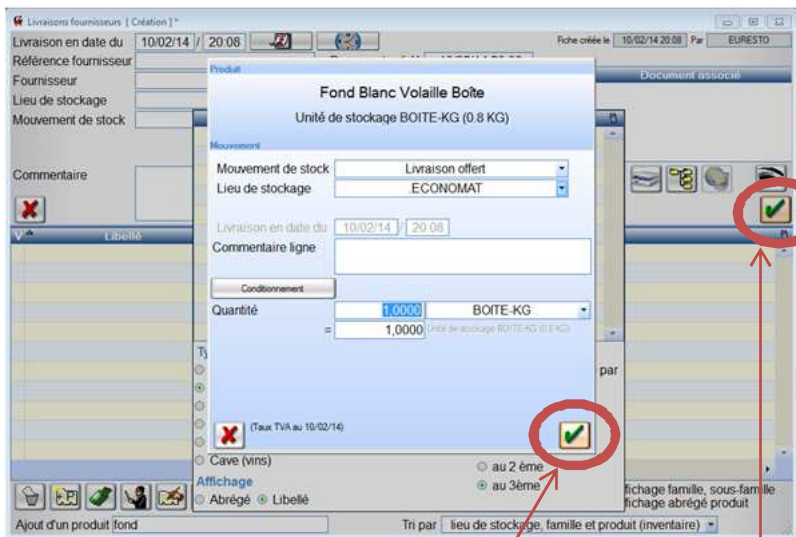 Livraisons fournisseurs [ Création ] *
Livraison en date du 10/02/14 / 20:08 Fiche créée le 10/02/14 20:08 Par EURESTO
Référence fournisseur
Fournisseur Document associé
Lieu de stockage
Mouvement de stock
Commentaire
V Libellé
Produit
Fond Blanc Volaille Boîte
Unité de stockage BOITE-KG (0.8 KG)
Mouvement
Mouvement de stock Livraison offert
Lieu de stockage .ECONOMAT
Livraison en date du 10/02/14 / 20:08
Commentaire ligne
Conditionnement
Quantité 1,0000 BOITE-KG
= 1,0000 Unité de stockage BOITE-KG (0.8 KG)
par
(Taux TVA au 10/02/14)
Cave (vins)
au 2 ème
Affichage
au 3ème
Abrégé Libellé
fichage famille, sous-famille
fichage abrégé produit
Ajout d'un produit fond Tri par lieu de stockage, famille et produit (inventaire)